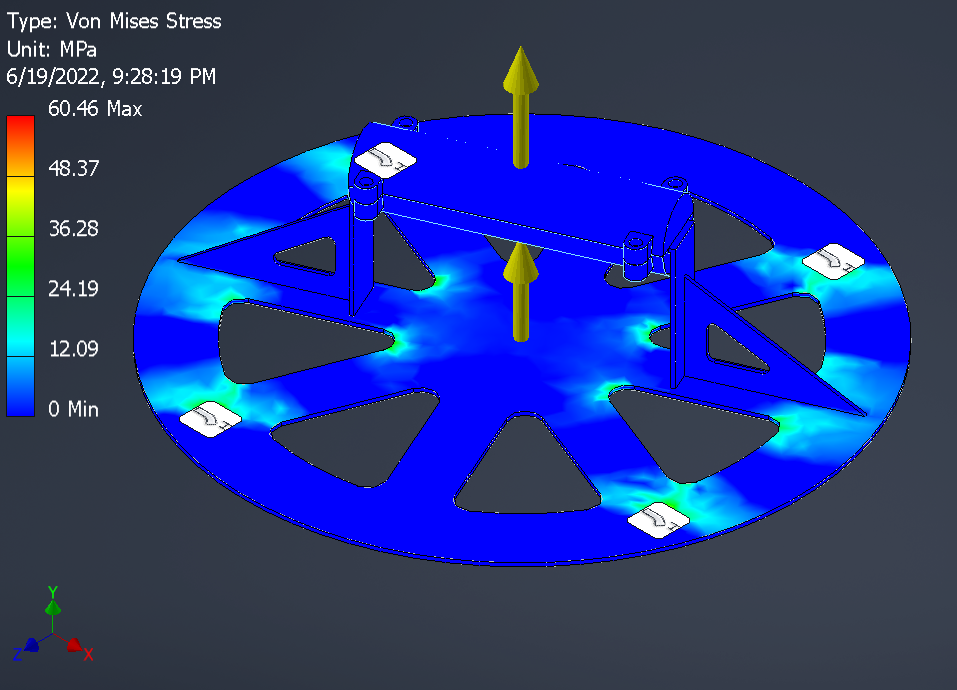 Type: Von Mises Stress
Unit: MPa
6/19/2022, 9:28:19 PM
60.46 Max
48.37
36.28
24.19
12.09
0 Min
Y
Z
X